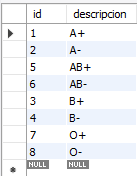 id descripcion
1 A+
2 A-
5 AB+
6 AB-
3 B+
4 B-
7 O+
8 O-
NULL NULL